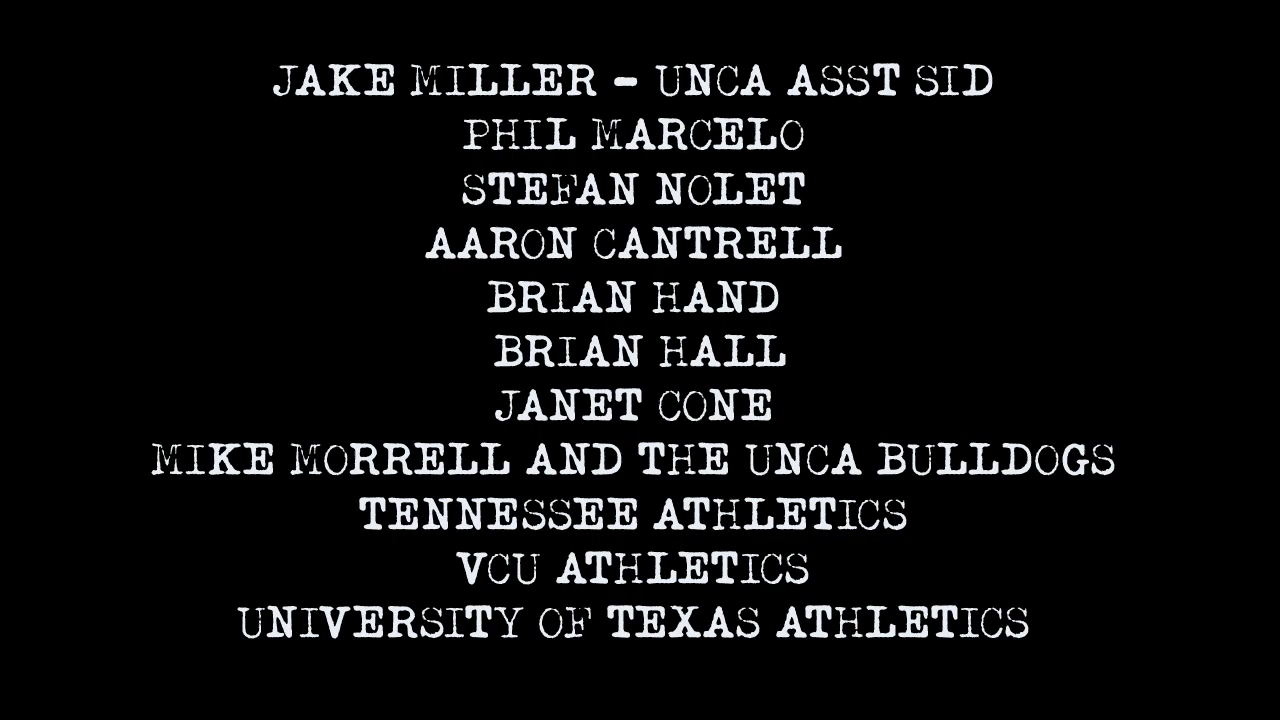 JAKE MILLER - UNCA ASST SID
PHIL MARCELO
STEFAN NOLET
AARON CANTRELL
BRIAN HAND
BRIAN HALL
JANET CONE
MIKE MORRELL AND THE UNCA BULLDOGS
TENNESSEE ATHLETICS
VCU ATHLETICS
UNIVERSITY OF TEXAS ATHLETICS